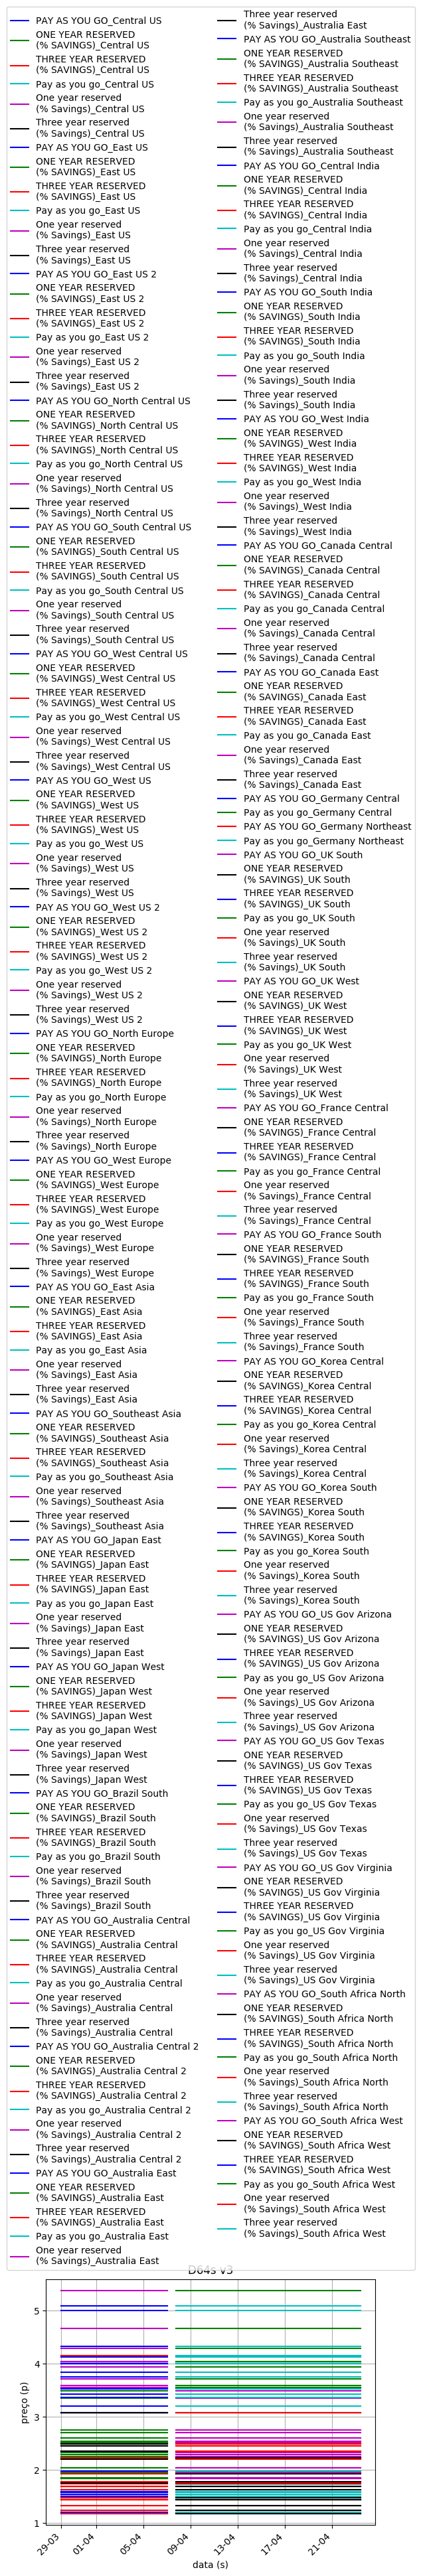 PAY AS YOU GO_Central US
ONE YEAR RESERVED
(% SAVINGS)_Central US
THREE YEAR RESERVED
(% SAVINGS)_Central US
Pay as you go_Central US
One year reserved
(% Savings)_Central US
Three year reserved
(% Savings)_Central US
PAY AS YOU GO_East US
ONE YEAR RESERVED
(% SAVINGS)_East US
THREE YEAR RESERVED
(% SAVINGS)_East US
Pay as you go_East US
One year reserved
(% Savings)_East US
Three year reserved
(% Savings)_East US
PAY AS YOU GO_East US 2
ONE YEAR RESERVED
(% SAVINGS)_East US 2
THREE YEAR RESERVED
(% SAVINGS)_East US 2
Pay as you go_East US 2
One year reserved
(% Savings)_East US 2
Three year reserved
(% Savings)_East US 2
PAY AS YOU GO_North Central US
ONE YEAR RESERVED
(% SAVINGS)_North Central US
THREE YEAR RESERVED
(% SAVINGS)_North Central US
Pay as you go_North Central US
One year reserved
(% Savings)_North Central US
Three year reserved
(% Savings)_North Central US
PAY AS YOU GO_South Central US
ONE YEAR RESERVED
(% SAVINGS)_South Central US
THREE YEAR RESERVED
(% SAVINGS)_South Central US
Pay as you go_South Central US
One year reserved
(% Savings)_South Central US
Three year reserved
(% Savings)_South Central US
PAY AS YOU GO_West Central US
ONE YEAR RESERVED
(% SAVINGS)_West Central US
THREE YEAR RESERVED
(% SAVINGS)_West Central US
Pay as you go_West Central US
One year reserved
(% Savings)_West Central US
Three year reserved
(% Savings)_West Central US
PAY AS YOU GO_West US
ONE YEAR RESERVED
(% SAVINGS)_West US
THREE YEAR RESERVED
(% SAVINGS)_West US
Pay as you go_West US
One year reserved
(% Savings)_West US
Three year reserved
(% Savings)_West US
PAY AS YOU GO_West US 2
ONE YEAR RESERVED
(% SAVINGS)_West US 2
THREE YEAR RESERVED
(% SAVINGS)_West US 2
Pay as you go_West US 2
One year reserved
(% Savings)_West US 2
Three year reserved
(% Savings)_West US 2
PAY AS YOU GO_North Europe
ONE YEAR RESERVED
(% SAVINGS)_North Europe
THREE YEAR RESERVED
(% SAVINGS)_North Europe
Pay as you go_North Europe
One year reserved
(% Savings)_North Europe
Three year reserved
(% Savings)_North Europe
PAY AS YOU GO_West Europe
ONE YEAR RESERVED
(% SAVINGS)_West Europe
THREE YEAR RESERVED
(% SAVINGS)_West Europe
Pay as you go_West Europe
One year reserved
(% Savings)_West Europe
Three year reserved
(% Savings)_West Europe
PAY AS YOU GO_East Asia
ONE YEAR RESERVED
(% SAVINGS)_East Asia
THREE YEAR RESERVED
(% SAVINGS)_East Asia
Pay as you go_East Asia
One year reserved
(% Savings)_East Asia
Three year reserved
(% Savings)_East Asia
PAY AS YOU GO_Southeast Asia
ONE YEAR RESERVED
(% SAVINGS)_Southeast Asia
THREE YEAR RESERVED
(% SAVINGS)_Southeast Asia
Pay as you go_Southeast Asia
One year reserved
(% Savings)_Southeast Asia
Three year reserved
(% Savings)_Southeast Asia
PAY AS YOU GO_Japan East
ONE YEAR RESERVED
(% SAVINGS)_Japan East
THREE YEAR RESERVED
(% SAVINGS)_Japan East
Pay as you go_Japan East
One year reserved
(% Savings)_Japan East
Three year reserved
(% Savings)_Japan East
PAY AS YOU GO_Japan West
ONE YEAR RESERVED
(% SAVINGS)_Japan West
THREE YEAR RESERVED
(% SAVINGS)_Japan West
Pay as you go_Japan West
One year reserved
(% Savings)_Japan West
Three year reserved
(% Savings)_Japan West
PAY AS YOU GO_Brazil South
ONE YEAR RESERVED
(% SAVINGS)_Brazil South
THREE YEAR RESERVED
(% SAVINGS)_Brazil South
Pay as you go_Brazil South
One year reserved
(% Savings)_Brazil South
Three year reserved
(% Savings)_Brazil South
PAY AS YOU GO_Australia Central
ONE YEAR RESERVED
(% SAVINGS)_Australia Central
THREE YEAR RESERVED
(% SAVINGS)_Australia Central
Pay as you go_Australia Central
One year reserved
(% Savings)_Australia Central
Three year reserved
(% Savings)_Australia Central
PAY AS YOU GO_Australia Central 2
ONE YEAR RESERVED
(% SAVINGS)_Australia Central 2
THREE YEAR RESERVED
(% SAVINGS)_Australia Central 2
Pay as you go_Australia Central 2
One year reserved
(% Savings)_Australia Central 2
Three year reserved
(% Savings)_Australia Central 2
PAY AS YOU GO_Australia East
ONE YEAR RESERVED
(% SAVINGS)_Australia East
THREE YEAR RESERVED
(% SAVINGS)_Australia East
Pay as you go_Australia East
One year reserved
(% Savings)_Australia East
Three year reserved
(% Savings)_Australia East
PAY AS YOU GO_Australia Southeast
ONE YEAR RESERVED
(% SAVINGS)_Australia Southeast
THREE YEAR RESERVED
(% SAVINGS)_Australia Southeast
Pay as you go_Australia Southeast
One year reserved
(% Savings)_Australia Southeast
Three year reserved
(% Savings)_Australia Southeast
PAY AS YOU GO_Central India
ONE YEAR RESERVED
(% SAVINGS)_Central India
THREE YEAR RESERVED
(% SAVINGS)_Central India
Pay as you go_Central India
One year reserved
(% Savings)_Central India
Three year reserved
(% Savings)_Central India
PAY AS YOU GO_South India
ONE YEAR RESERVED
(% SAVINGS)_South India
THREE YEAR RESERVED
(% SAVINGS)_South India
Pay as you go_South India
One year reserved
(% Savings)_South India
Three year reserved
(% Savings)_South India
PAY AS YOU GO_West India
ONE YEAR RESERVED
(% SAVINGS)_West India
THREE YEAR RESERVED
(% SAVINGS)_West India
Pay as you go_West India
One year reserved
(% Savings)_West India
Three year reserved
(% Savings)_West India
PAY AS YOU GO_Canada Central
ONE YEAR RESERVED
(% SAVINGS)_Canada Central
THREE YEAR RESERVED
(% SAVINGS)_Canada Central
Pay as you go_Canada Central
One year reserved
(% Savings)_Canada Central
Three year reserved
(% Savings)_Canada Central
PAY AS YOU GO_Canada East
ONE YEAR RESERVED
(% SAVINGS)_Canada East
THREE YEAR RESERVED
(% SAVINGS)_Canada East
Pay as you go_Canada East
One year reserved
(% Savings)_Canada East
Three year reserved
(% Savings)_Canada East
PAY AS YOU GO_Germany Central
Pay as you go_Germany Central
PAY AS YOU GO_Germany Northeast
Pay as you go_Germany Northeast
PAY AS YOU GO_UK South
ONE YEAR RESERVED
(% SAVINGS)_UK South
THREE YEAR RESERVED
(% SAVINGS)_UK South
Pay as you go_UK South
One year reserved
(% Savings)_UK South
Three year reserved
(% Savings)_UK South
PAY AS YOU GO_UK West
ONE YEAR RESERVED
(% SAVINGS)_UK West
THREE YEAR RESERVED
(% SAVINGS)_UK West
Pay as you go_UK West
One year reserved
(% Savings)_UK West
Three year reserved
(% Savings)_UK West
PAY AS YOU GO_France Central
ONE YEAR RESERVED
(% SAVINGS)_France Central
THREE YEAR RESERVED
(% SAVINGS)_France Central
Pay as you go_France Central
One year reserved
(% Savings)_France Central
Three year reserved
(% Savings)_France Central
PAY AS YOU GO_France South
ONE YEAR RESERVED
(% SAVINGS)_France South
THREE YEAR RESERVED
(% SAVINGS)_France South
Pay as you go_France South
One year reserved
(% Savings)_France South
Three year reserved
(% Savings)_France South
PAY AS YOU GO_Korea Central
ONE YEAR RESERVED
(% SAVINGS)_Korea Central
THREE YEAR RESERVED
(% SAVINGS)_Korea Central
Pay as you go_Korea Central
One year reserved
(% Savings)_Korea Central
Three year reserved
(% Savings)_Korea Central
PAY AS YOU GO_Korea South
ONE YEAR RESERVED
(% SAVINGS)_Korea South
THREE YEAR RESERVED
(% SAVINGS)_Korea South
Pay as you go_Korea South
One year reserved
(% Savings)_Korea South
Three year reserved
(% Savings)_Korea South
PAY AS YOU GO_US Gov Arizona
ONE YEAR RESERVED
(% SAVINGS)_US Gov Arizona
THREE YEAR RESERVED
(% SAVINGS)_US Gov Arizona
Pay as you go_US Gov Arizona
One year reserved
(% Savings)_US Gov Arizona
Three year reserved
(% Savings)_US Gov Arizona
PAY AS YOU GO_US Gov Texas
ONE YEAR RESERVED
(% SAVINGS)_US Gov Texas
THREE YEAR RESERVED
(% SAVINGS)_US Gov Texas
Pay as you go_US Gov Texas
One year reserved
(% Savings)_US Gov Texas
Three year reserved
(% Savings)_US Gov Texas
PAY AS YOU GO_US Gov Virginia
ONE YEAR RESERVED
(% SAVINGS)_US Gov Virginia
THREE YEAR RESERVED
(% SAVINGS)_US Gov Virginia
Pay as you go_US Gov Virginia
One year reserved
(% Savings)_US Gov Virginia
Three year reserved
(% Savings)_US Gov Virginia
PAY AS YOU GO_South Africa North
ONE YEAR RESERVED
(% SAVINGS)_South Africa North
THREE YEAR RESERVED
(% SAVINGS)_South Africa North
Pay as you go_South Africa North
One year reserved
(% Savings)_South Africa North
Three year reserved
(% Savings)_South Africa North
PAY AS YOU GO_South Africa West
ONE YEAR RESERVED
(% SAVINGS)_South Africa West
THREE YEAR RESERVED
(% SAVINGS)_South Africa West
Pay as you go_South Africa West
One year reserved
(% Savings)_South Africa West
Three year reserved
(% Savings)_South Africa West
D64s v3
preço (p)
5
4
3
2
1
29-03
01-04
05-04
09-04
13-04
17-04
21-04
data (s)